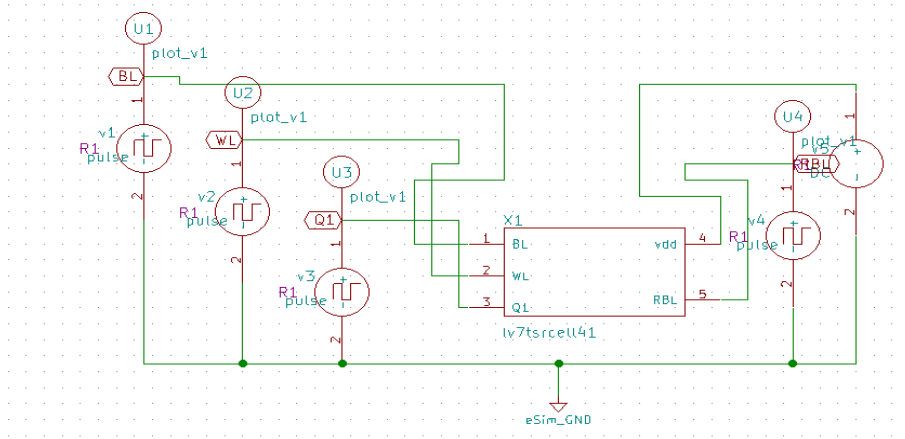 U1
plot_v1
BL
1
v1
R1
pulse
2
U2
plot_v1
WL
1
v2
R1
pulse
2
U3
plot_v1
Q1
1
v3
R1
pulse
2
X1
1 BL
2 WL
3 Q1
vdd 4
RBL 5
lv7tsrcell41
U4
plot_v1
RBL
1
v4
R1
pulse
2
1
v5
R1
DC
2
eSim_GND